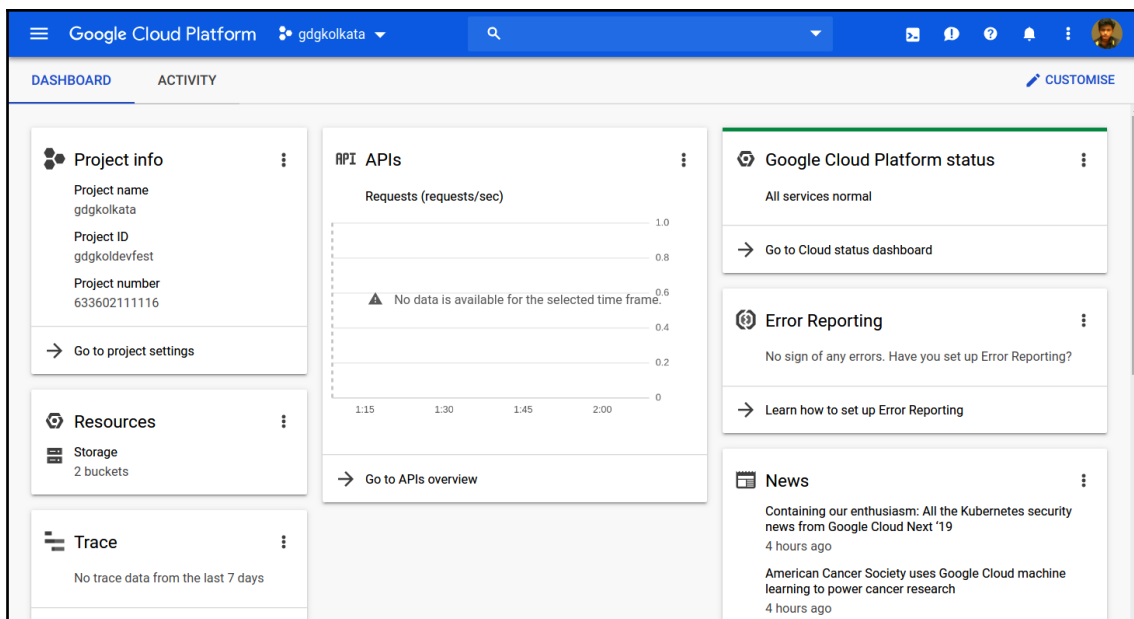 Google Cloud Platform
gdgkolkata
DASHBOARD
ACTIVITY
CUSTOMISE
Project info
Project name
gdgkolkata
Project ID
gdgkoldevfest
Project number
633602111116
Go to project settings
Resources
Storage
2 buckets
Trace
No trace data from the last 7 days
API APIs
Requests (requests/sec)
1.0
0.8
0.6
No data is available for the selected time frame.
0.4
0.2
0
1:15 1:30 1:45 2:00
Go to APIs overview
Google Cloud Platform status
All services normal
Go to Cloud status dashboard
Error Reporting
No sign of any errors. Have you set up Error Reporting?
Learn how to set up Error Reporting
News
Containing our enthusiasm: All the Kubernetes security
news from Google Cloud Next ‘19
4 hours ago
American Cancer Society uses Google Cloud machine
learning to power cancer research
4 hours ago